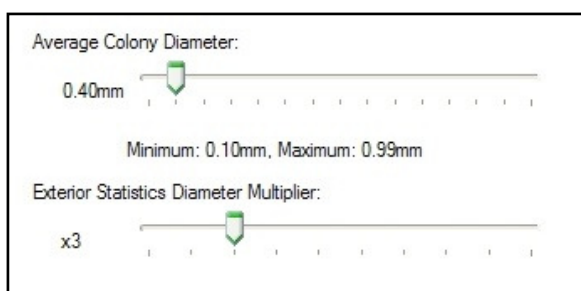 Average Colony Diameter:
0.40mm
Minimum: 0.10mm, Maximum: 0.99mm
Exterior Statistics Diameter Multiplier:
x3